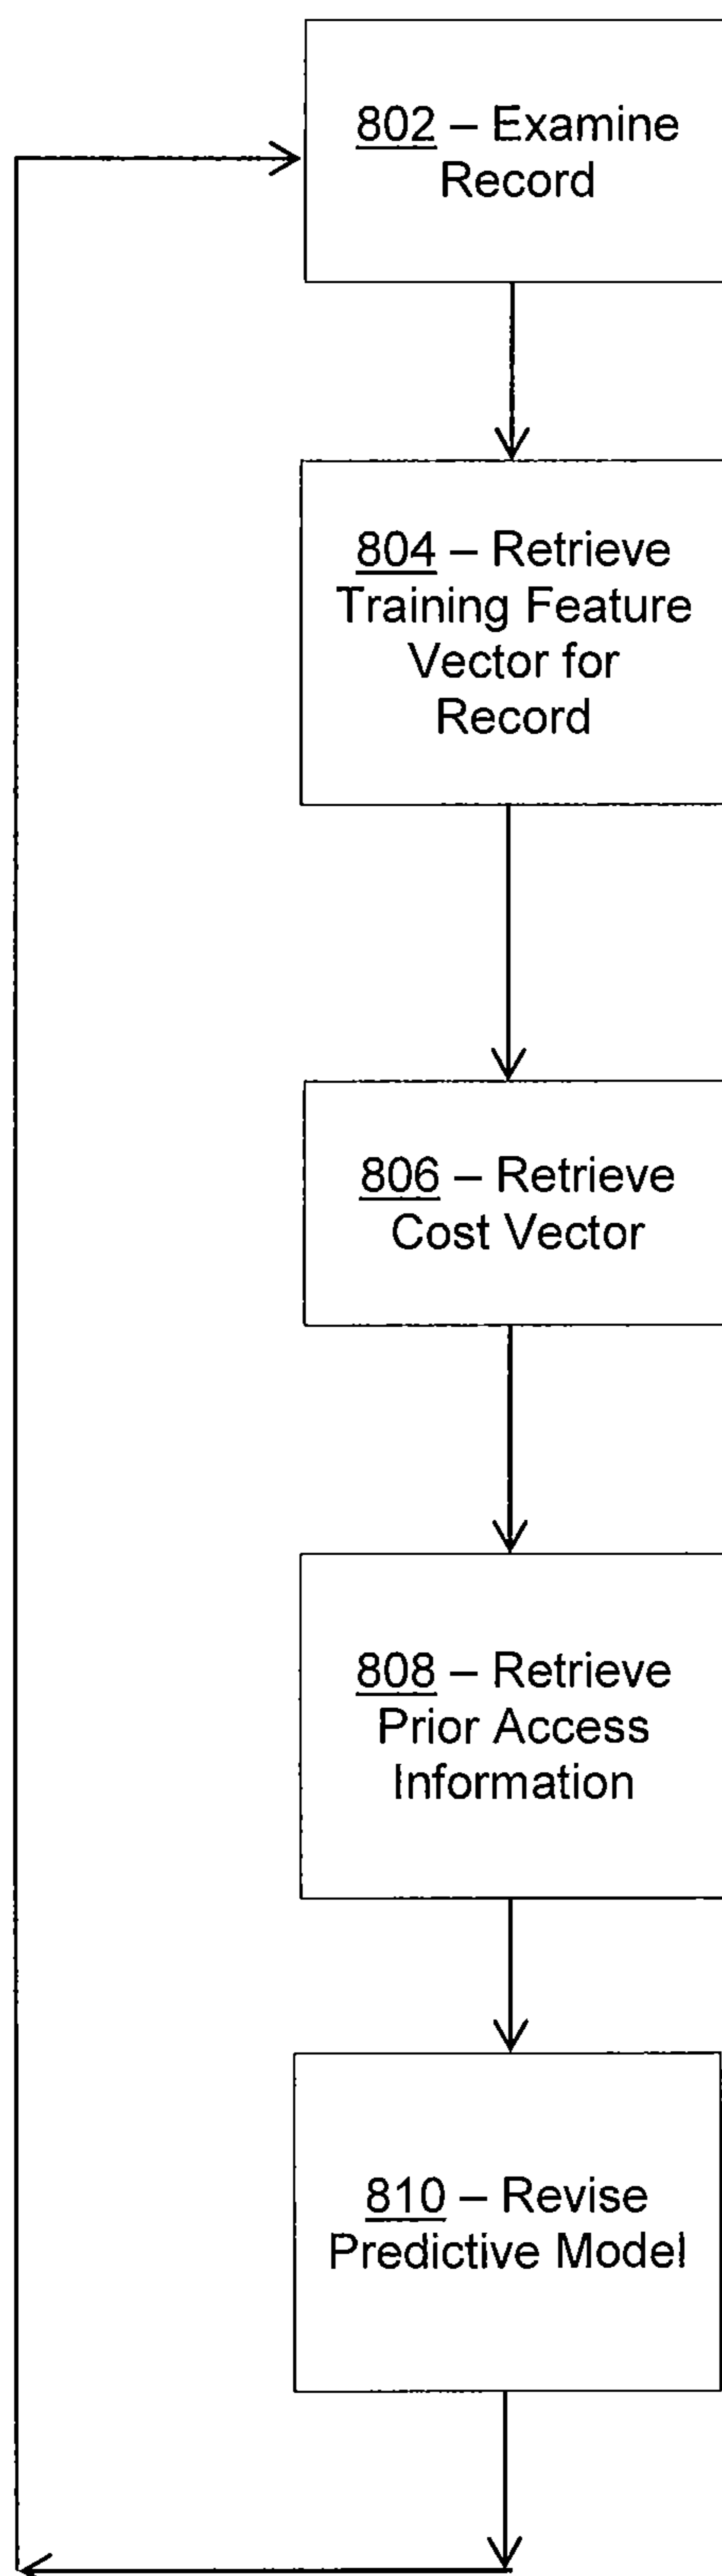 802 – Examine
Record
804 – Retrieve
Training Feature
Vector for
Record
806 – Retrieve
Cost Vector
808 – Retrieve
Prior Access
Information
810 – Revise
Predictive Model